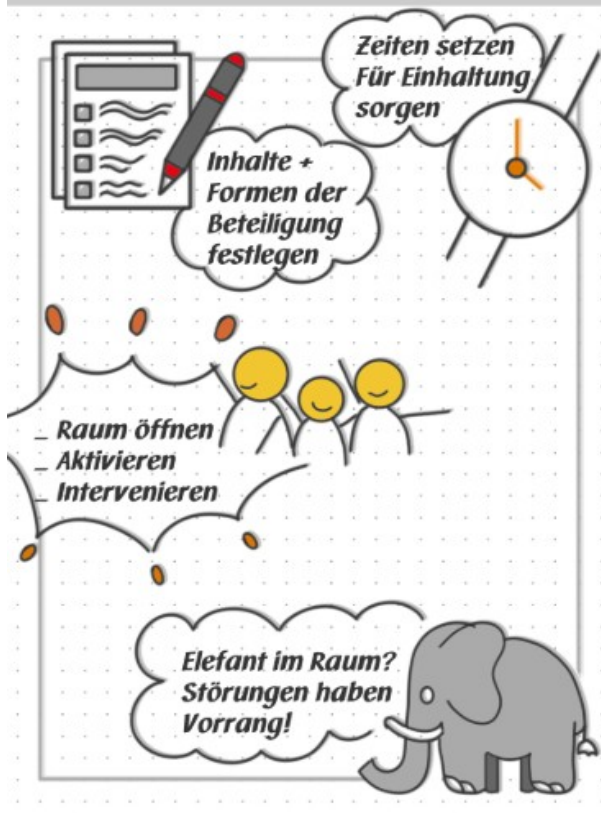 Zeiten setzen
Für Einhaltung
sorgen
Inhalte +
Formen der
Beteiligung
festlegen
_ Raum öffnen
_ Aktivieren
_ Intervenieren
Elefant im Raum?
Störungen haben
Vorrang!